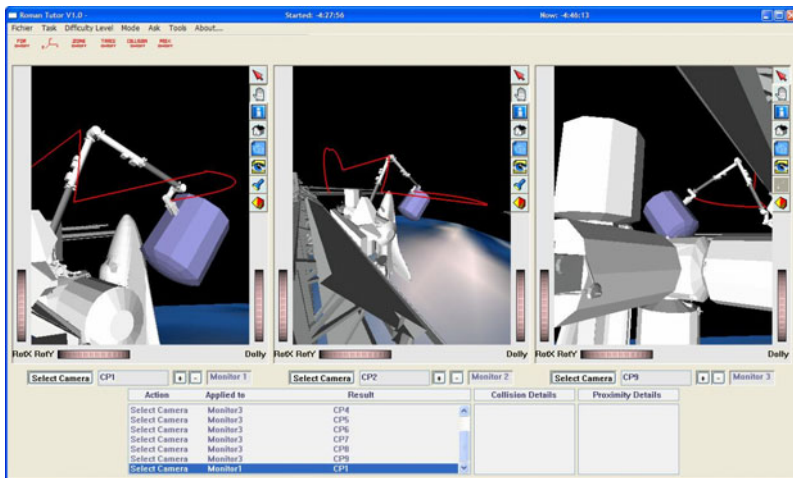 Roman Tutor V1.0 - Started: -4:27:56 Now: -4:46:13
Fichier Task Difficulty Level Mode Ask Tools About....
RotX RotY Dolly RotX RotY Dolly RotX RotY Dolly
Select Camera CP1 + - Monitor 1 Select Camera CP2 + - Monitor 2 Select Camera CP9 + - Monitor 3
Action Applied to Result Collision Details Proximity Details
Select Camera Monitor3 CP4
Select Camera Monitor3 CP5
Select Camera Monitor3 CP6
Select Camera Monitor3 CP7
Select Camera Monitor3 CP8
Select Camera Monitor3 CP9
Select Camera Monitor1 CP1